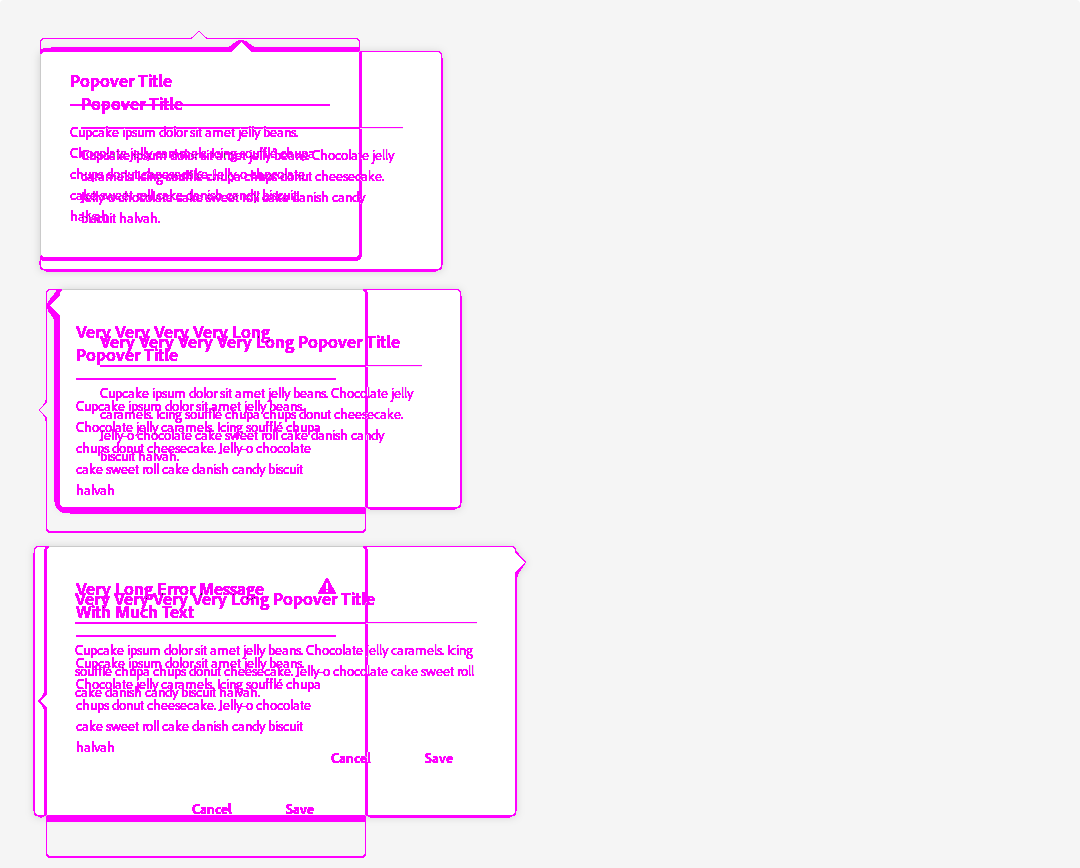 Popover Title
Popover Title
Cupcake ipsum dolor sit amet jelly beans.
Chocolate jelly caramels. Icing soufflé chupa
chups donut cheesecake. Jelly-o chocolate
cake sweet roll cake danish candy biscuit
halvah.
Cupcake ipsum dolor sit amet jelly beans. Chocolate jelly
caramels. Icing soufflé chupa chups donut cheesecake.
Jelly-o chocolate cake sweet roll cake danish candy
biscuit halvah.
Very Very Very Very Long
Popover Title
Very Very Very Very Long Popover Title
Cupcake ipsum dolor sit amet jelly beans. Chocolate jelly
caramels. Icing soufflé chupa chups donut cheesecake.
Jelly-o chocolate cake sweet roll cake danish candy
biscuit halvah.
Cupcake ipsum dolor sit amet jelly beans.
Chocolate jelly caramels. Icing soufflé chupa
chups donut cheesecake. Jelly-o chocolate
cake sweet roll cake danish candy biscuit
halvah
Very Long Error Message
With Much Text
Very Very Very Very Long Popover Title
Cupcake ipsum dolor sit amet jelly beans. Chocolate jelly caramels. Icing
soufflé chupa chups donut cheesecake. Jelly-o chocolate cake sweet roll
cake danish candy biscuit halvah.
Cupcake ipsum dolor sit amet jelly beans.
Chocolate jelly caramels. Icing soufflé chupa
chups donut cheesecake. Jelly-o chocolate
cake sweet roll cake danish candy biscuit
halvah
Cancel Save
Cancel Save